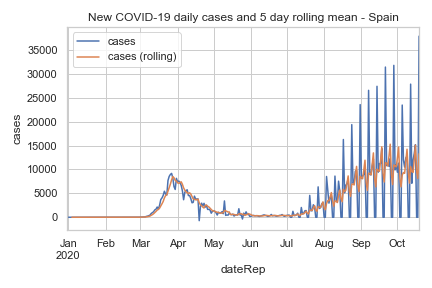 New COVID-19 daily cases and 5 day rolling mean - Spain
cases
cases (rolling)
35000
30000
25000
20000
15000
10000
5000
0
cases
Jan Feb Mar Apr May Jun Jul Aug Sep Oct
2020
dateRep